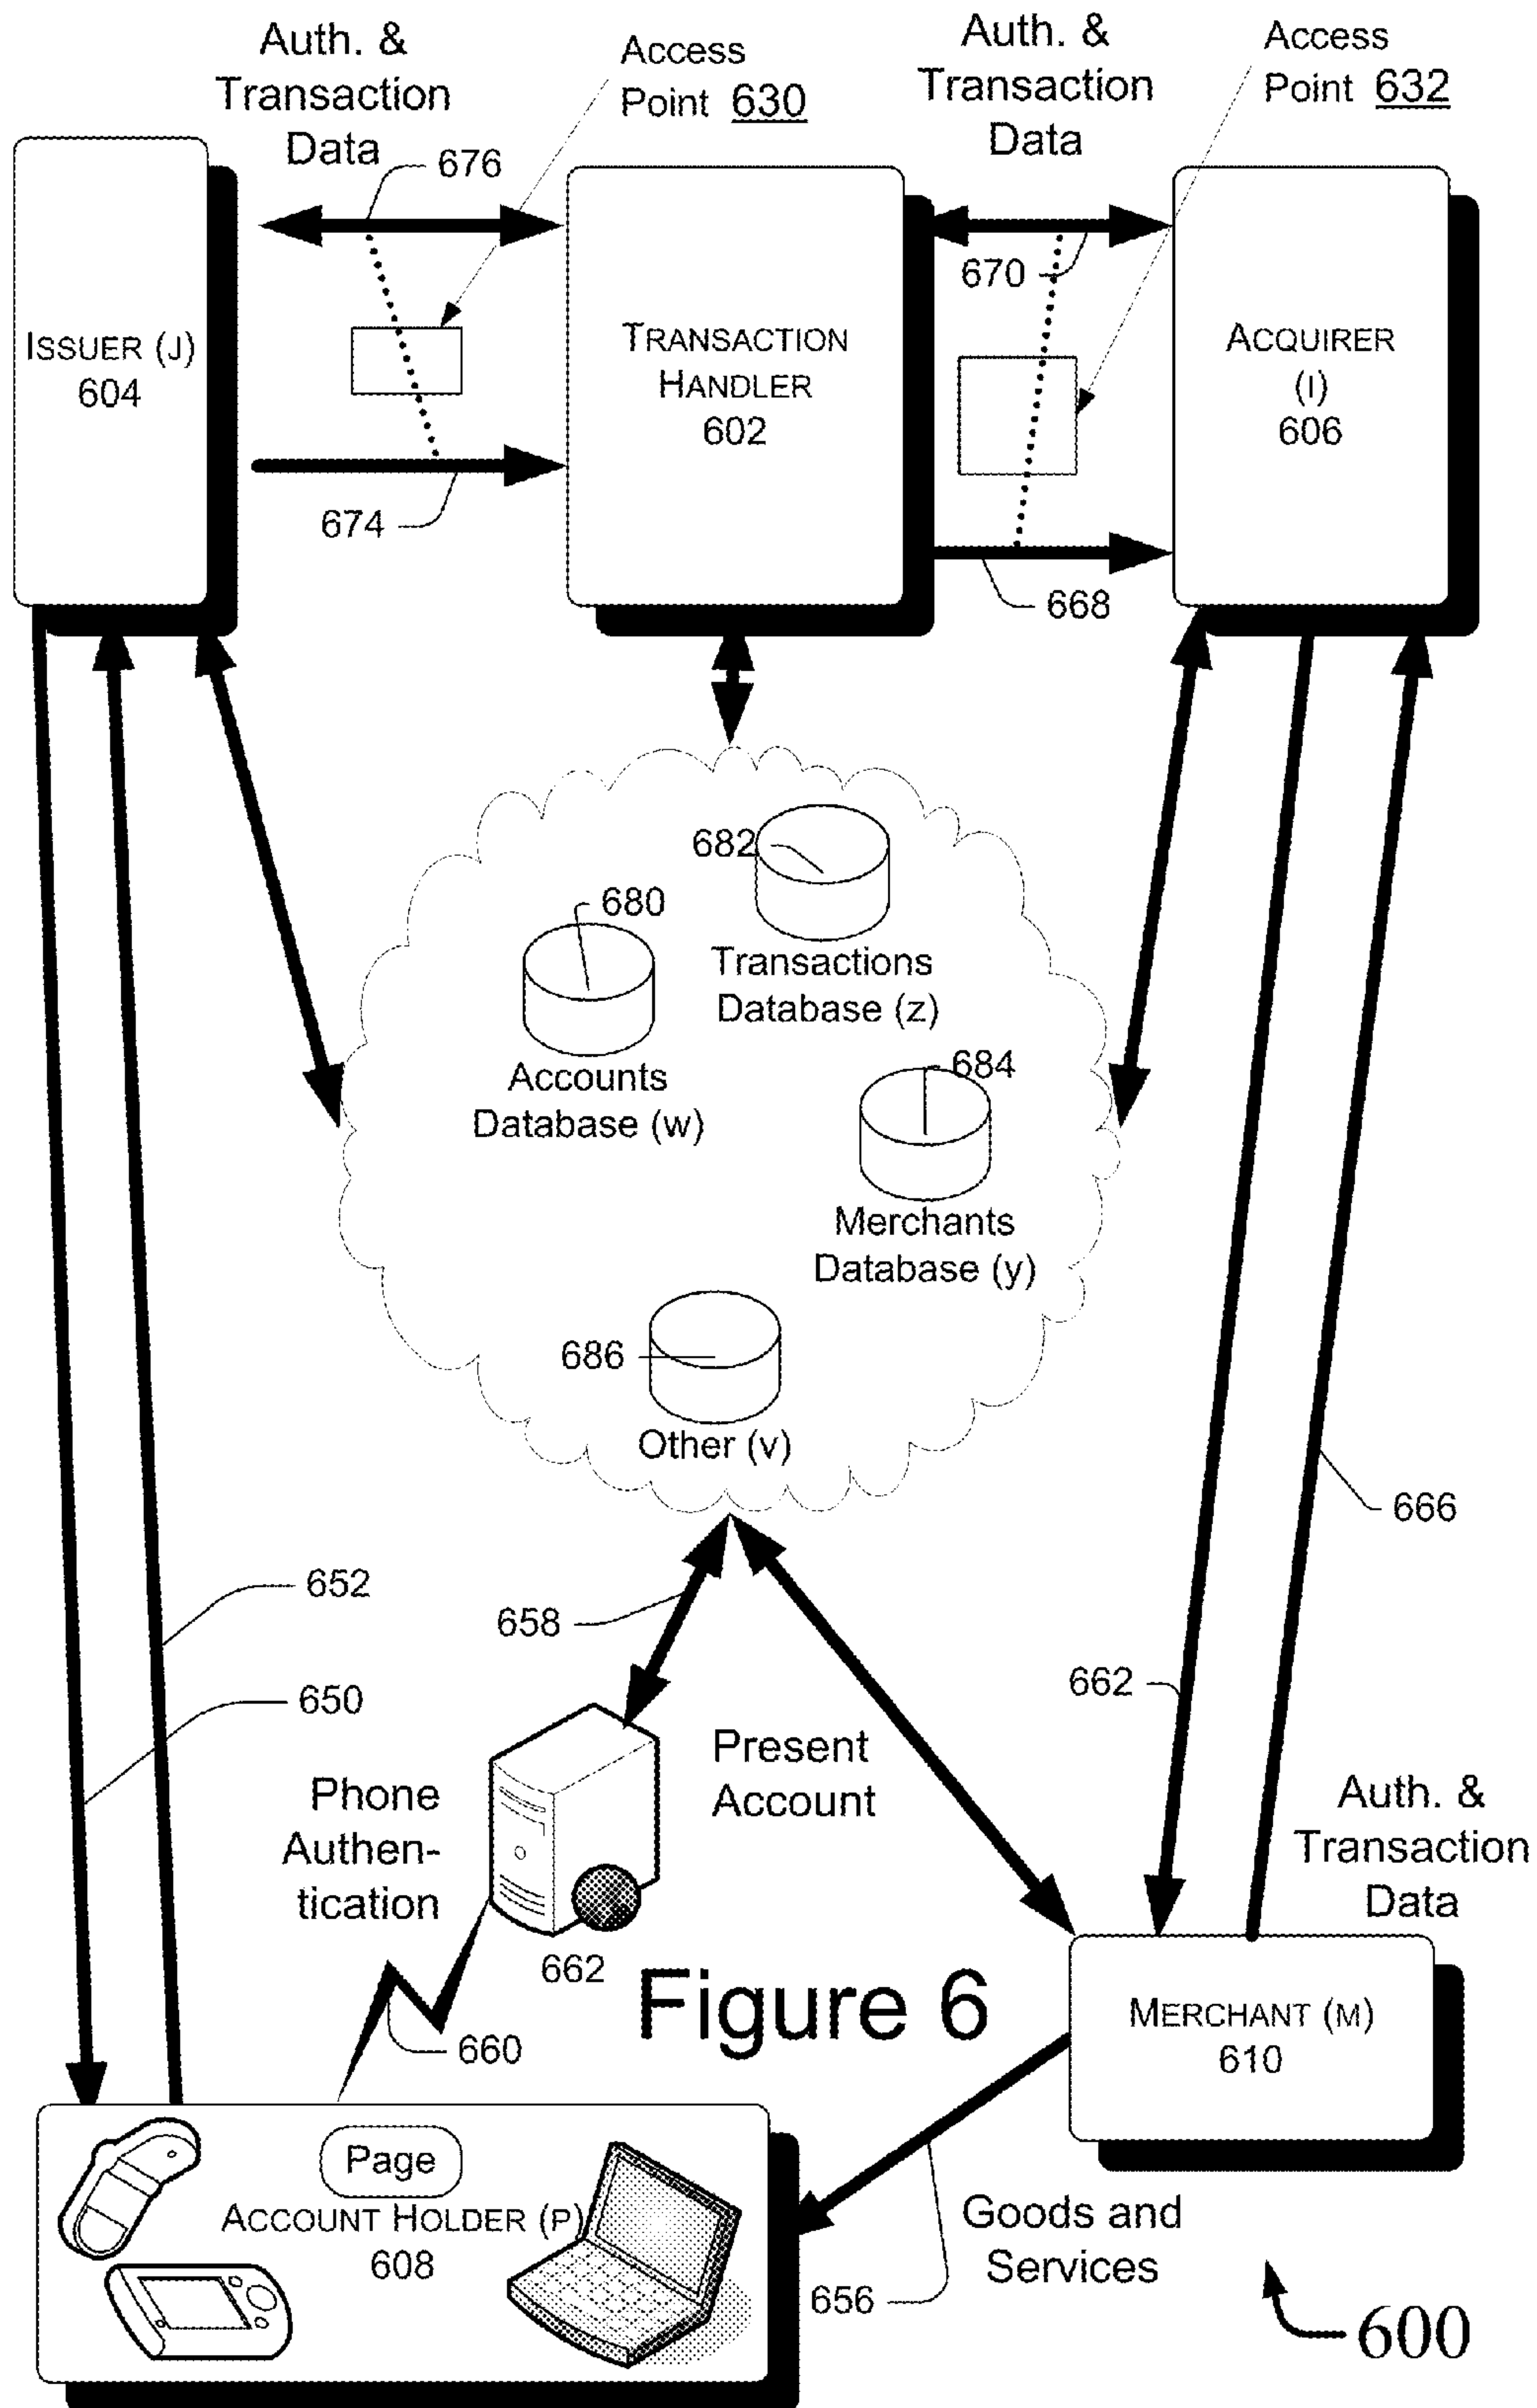 Auth. &
Transaction
Data
Access
Point 630
Auth. &
Transaction
Data
Access
Point 632
676
670
ISSUER (J)
604
TRANSACTION
HANDLER
602
ACQUIRER
(I)
606
674
668
682
680
Transactions
Database (z)
684
Accounts
Database (w)
Merchants
Database (y)
686
Other (v)
666
652
658
662
650
Present
Account
Phone
Authen-
tication
Auth. &
Transaction
Data
662
Figure 6
660
MERCHANT (M)
610
Page
ACCOUNT HOLDER (P)
608
Goods and
Services
656
600